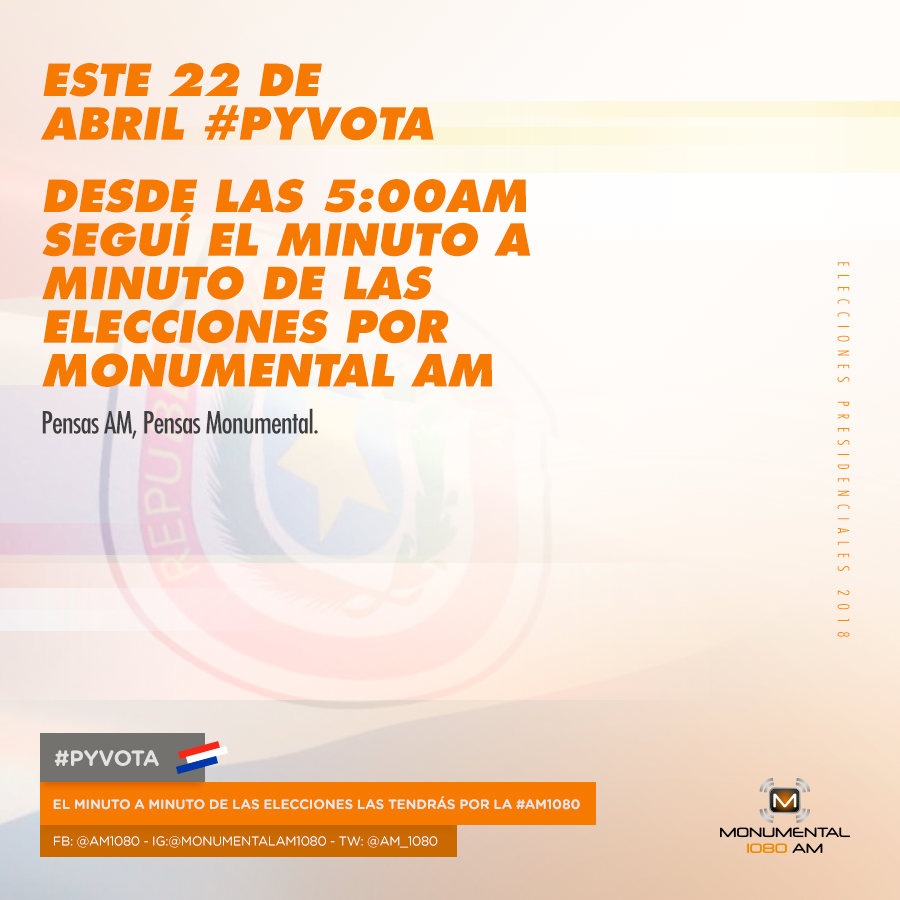 ESTE 22 DE
ABRIL #PYVOTA
DESDE LAS 5:00AM
SEGUÍ EL MINUTO A
MINUTO DE LAS
ELECCIONES POR
MONUMENTAL AM
Pensas AM, Pensas Monumental.
ELECCIONES PRESIDENCIALES 2018
REPUBL
#PYVOTA
EL MINUTO A MINUTO DE LAS ELECCIONES LAS TENDRÁS POR LA #AM1080
FB: @AM1080 - IG:@MONUMENTALAM1080 - TW: @AM_1080
M
MONUMENTAL
1080 AM